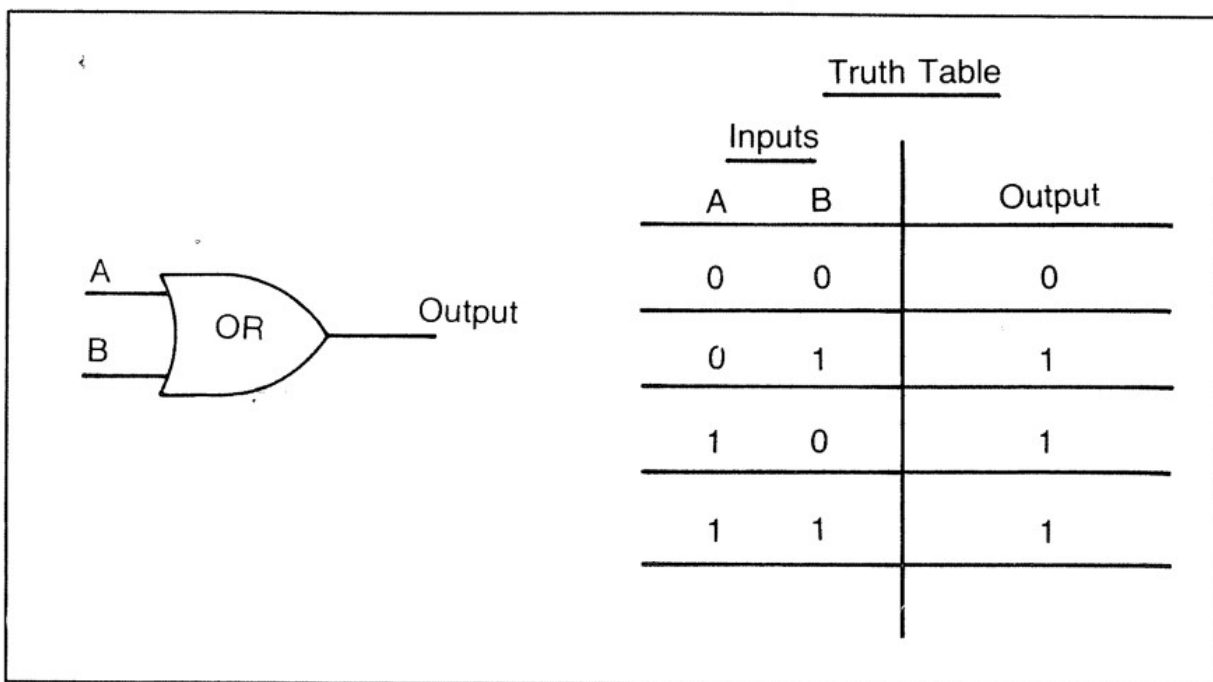 A
B
OR
Output
Truth Table
Inputs
A B Output
0 0 0
0 1 1
1 0 1
1 1 1